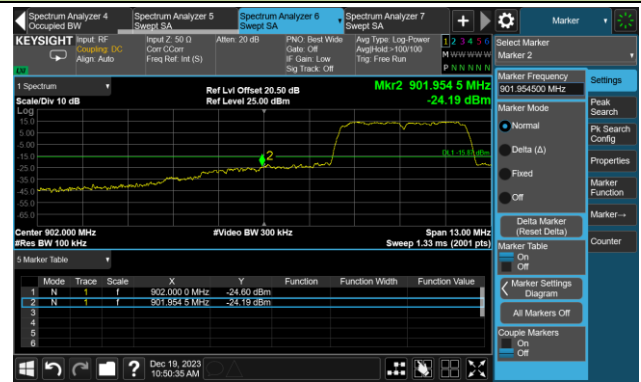 Spectrum Analyzer 4
Occupied BW
Spectrum Analyzer 5
Swept SA
Spectrum Analyzer 6
Swept SA
Spectrum Analyzer 7
Swept SA
+
Marker
KEYSIGHT
Input: RF
Coupling: DC
Align: Auto
Input Z: 50 Ω
Corr CCorr
Freq Ref: Int (S)
Atten: 20 dB
PNO: Best Wide
Gate: Off
IF Gain: Low
Sig Track: Off
Avg Type: Log-Power
Avg|Hold:>100/100
Trig: Free Run
1 2 3 4 5 6
M W W W W W
P N N N N N
LXI
Select Marker
Marker 2
Marker Frequency
901.954500 MHz
Settings
Peak Search
Pk Search Config
Properties
Marker Function
Marker→
Counter
Marker Mode
Normal
Delta (Δ)
Fixed
Off
Delta Marker
(Reset Delta)
Marker Table
On
Off
Marker Settings
Diagram
All Markers Off
Couple Markers
On
Off
1 Spectrum
Scale/Div 10 dB
Log
Ref Lvl Offset 20.50 dB
Ref Level 25.00 dBm
Mkr2 901.954 5 MHz
-24.19 dBm
15.0
5.00
-5.00
-15.0
-25.0
-35.0
-45.0
-55.0
-65.0
2
DL1 -15.87 dBm
Center 902.000 MHz
#Res BW 100 kHz
#Video BW 300 kHz
Span 13.00 MHz
Sweep 1.33 ms (2001 pts)
5 Marker Table
Mode Trace Scale X Y Function Function Width Function Value
1 N 1 f 902.000 0 MHz -24.60 dBm
2 N 1 f 901.954 5 MHz -24.19 dBm
3
4
5
6
?
Dec 19, 2023
10:50:35 AM